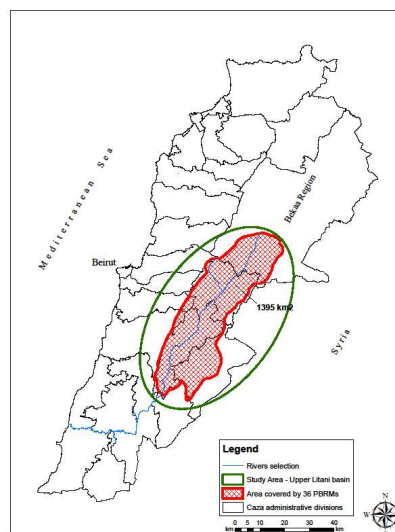 Mediterranean Sea
Bekaa Region
Beirut
1395 km2
Syria
Legend
Rivers selection
Study Area - Upper Litani basin
Area covered by 36 PBRMs
Caza administrative divisions
km 0 5 10 20 30 40 km
N